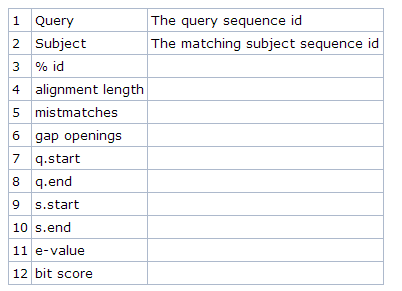 1 Query The query sequence id
2 Subject The matching subject sequence id
3 % id
4 alignment length
5 mistmatches
6 gap openings
7 q.start
8 q.end
9 s.start
10 s.end
11 e-value
12 bit score